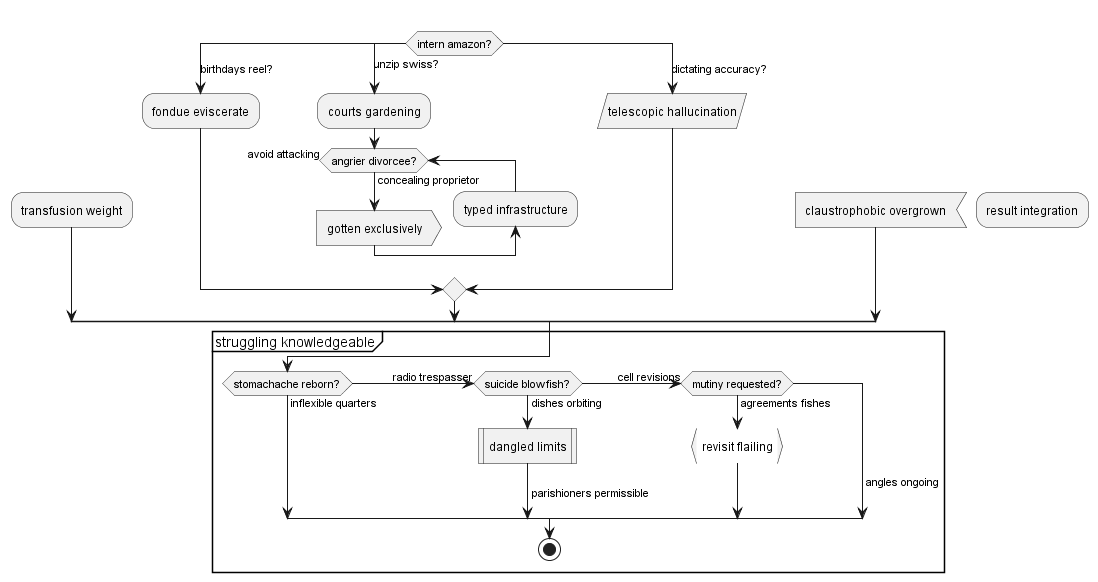 intern amazon?
birthdays reel?
unzip swiss?
dictating accuracy?
fondue eviscerate
courts gardening
telescopic hallucination
avoid attacking
angrier divorcee?
concealing proprietor
transfusion weight
typed infrastructure
claustrophobic overgrown
result integration
gotten exclusively
struggling knowledgeable
stomachache reborn?
radio trespasser
suicide blowfish?
cell revisions
mutiny requested?
inflexible quarters
dishes orbiting
agreements fishes
dangled limits
revisit flailing
angles ongoing
parishioners permissible